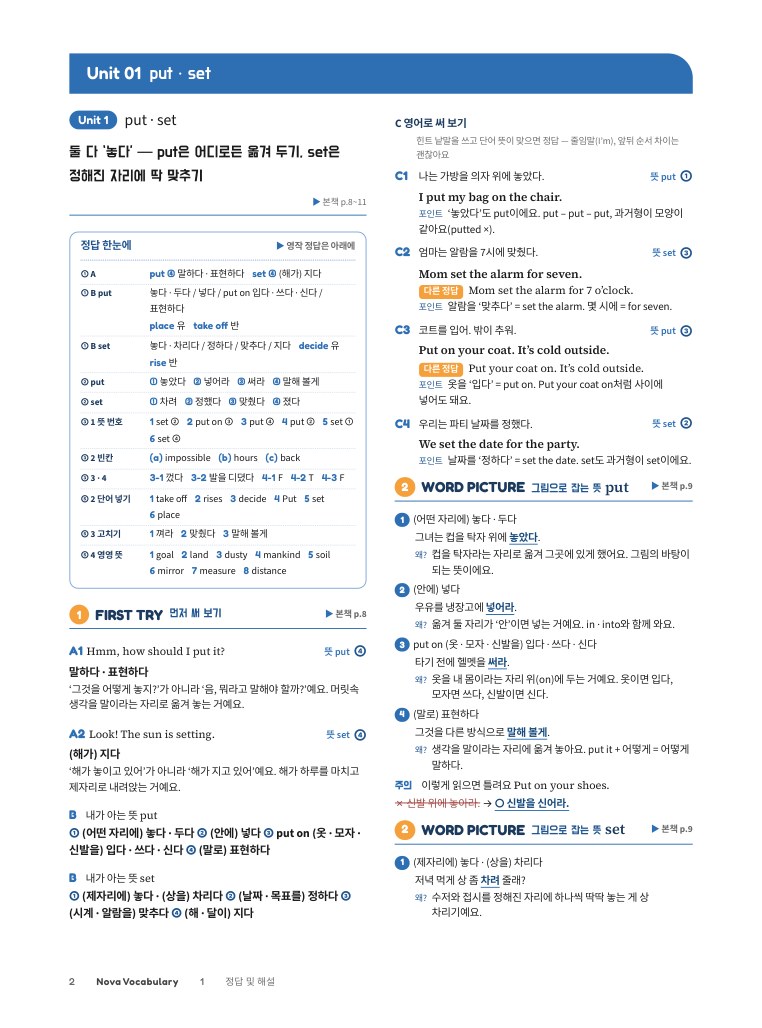 Unit 01 put · set
Unit 1 put · set
둘 다 '놓다' — put은 어디로든 옮겨 두기, set은
정해진 자리에 딱 맞추기
▶ 본책 p.8~11
정답 한눈에 ▶ 영작 정답은 아래에
① A put ④ 말하다 · 표현하다 set ④ (해가) 지다
① B put 놓다 · 두다 / 넣다 / put on 입다 · 쓰다 · 신다 /
표현하다
place 유 take off 반
① B set 놓다 · 차리다 / 정하다 / 맞추다 / 지다 decide 유
rise 반
② put ① 놓았다 ② 넣어라 ③ 써라 ④ 말해 볼게
② set ① 차려 ② 정했다 ③ 맞췄다 ④ 졌다
③ 1 뜻 번호 1 set ② 2 put on ③ 3 put ④ 4 put ② 5 set ①
6 set ④
③ 2 빈칸 (a) impossible (b) hours (c) back
③ 3 · 4 3-1 껐다 3-2 발을 디뎠다 4-1 F 4-2 T 4-3 F
③ 2 단어 넣기 1 take off 2 rises 3 decide 4 Put 5 set
6 place
③ 3 고치기 1 껴라 2 맞췄다 3 말해 볼게
③ 4 영영 뜻 1 goal 2 land 3 dusty 4 mankind 5 soil
6 mirror 7 measure 8 distance
1 FIRST TRY 먼저 써 보기 ▶ 본책 p.8
A1 Hmm, how should I put it? 뜻 put ④
말하다 · 표현하다
‘그것을 어떻게 놓지?’가 아니라 ‘음, 뭐라고 말해야 할까?’예요. 머릿속
생각을 말이라는 자리로 옮겨 놓는 거예요.
A2 Look! The sun is setting. 뜻 set ④
(해가) 지다
‘해가 놓이고 있어’가 아니라 ‘해가 지고 있어’예요. 해가 하루를 마치고
제자리로 내려앉는 거예요.
B 내가 아는 뜻 put
① (어떤 자리에) 놓다 · 두다 ② (안에) 넣다 ③ put on (옷 · 모자 ·
신발을) 입다 · 쓰다 · 신다 ④ (말로) 표현하다
B 내가 아는 뜻 set
① (제자리에) 놓다 · (상을) 차리다 ② (날짜 · 목표를) 정하다 ③
(시계 · 알람을) 맞추다 ④ (해 · 달이) 지다
C 영어로 써 보기
힌트 낱말을 쓰고 단어 뜻이 맞으면 정답 — 줄임말(I’m), 앞뒤 순서 차이는
괜찮아요
C1 나는 가방을 의자 위에 놓았다. 뜻 put ①
I put my bag on the chair.
포인트 ‘놓았다’도 put이에요. put – put – put, 과거형이 모양이
같아요(putted ×).
C2 엄마는 알람을 7시에 맞췄다. 뜻 set ③
Mom set the alarm for seven.
다른 정답 Mom set the alarm for 7 o’clock.
포인트 알람을 ‘맞추다’ = set the alarm. 몇 시에 = for seven.
C3 코트를 입어. 밖이 추워. 뜻 put ③
Put on your coat. It’s cold outside.
다른 정답 Put your coat on. It’s cold outside.
포인트 옷을 ‘입다’ = put on. Put your coat on처럼 사이에
넣어도 돼요.
C4 우리는 파티 날짜를 정했다. 뜻 set ②
We set the date for the party.
포인트 날짜를 ‘정하다’ = set the date. set도 과거형이 set이에요.
2 WORD PICTURE 그림으로 잡는 뜻 put ▶ 본책 p.9
1 (어떤 자리에) 놓다 · 두다
그녀는 컵을 탁자 위에 놓았다.
왜? 컵을 탁자라는 자리로 옮겨 그곳에 있게 했어요. 그림의 바탕이
되는 뜻이에요.
2 (안에) 넣다
우유를 냉장고에 넣어라.
왜? 옮겨 둘 자리가 ‘안’이면 넣는 거예요. in · into와 함께 와요.
3 put on (옷 · 모자 · 신발을) 입다 · 쓰다 · 신다
타기 전에 헬멧을 써라.
왜? 옷을 내 몸이라는 자리 위(on)에 두는 거예요. 옷이면 입다,
모자면 쓰다, 신발이면 신다.
4 (말로) 표현하다
그것을 다른 방식으로 말해 볼게.
왜? 생각을 말이라는 자리에 옮겨 놓아요. put it + 어떻게 = 어떻게
말하다.
주의 이렇게 읽으면 틀려요 Put on your shoes.
× 신발 위에 놓아라. → ○ 신발을 신어라.
2 WORD PICTURE 그림으로 잡는 뜻 set ▶ 본책 p.9
1 (제자리에) 놓다 · (상을) 차리다
저녁 먹게 상 좀 차려 줄래?
왜? 수저와 접시를 정해진 자리에 하나씩 딱딱 놓는 게 상
차리기예요.
2 Nova Vocabulary 1 정답 및 해설